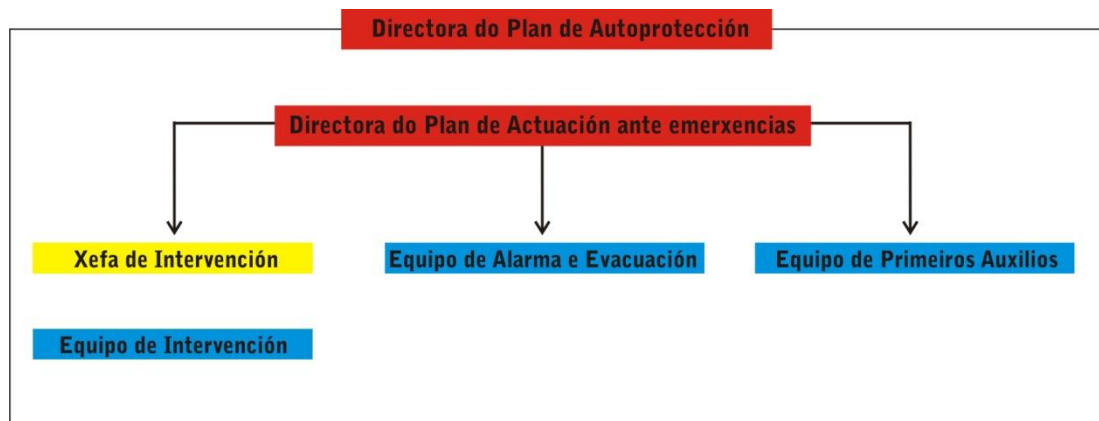 Directora do Plan de Autoprotección
Directora do Plan de Actuación ante emerxencias
Xefa de Intervención
Equipo de Alarma e Evacuación
Equipo de Primeiros Auxilios
Equipo de Intervención